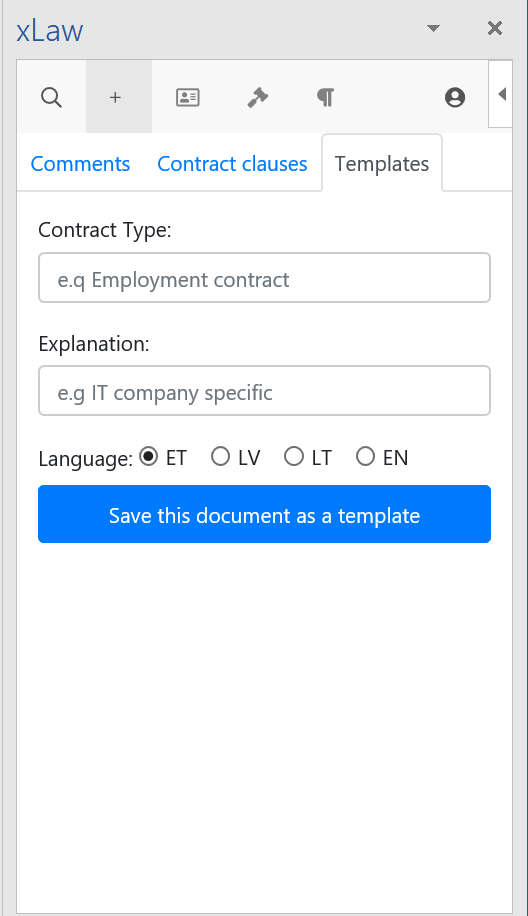 xLaw
Comments Contract clauses Templates
Contract Type:
e.q Employment contract
Explanation:
e.g IT company specific
Language: ET LV LT EN
Save this document as a template